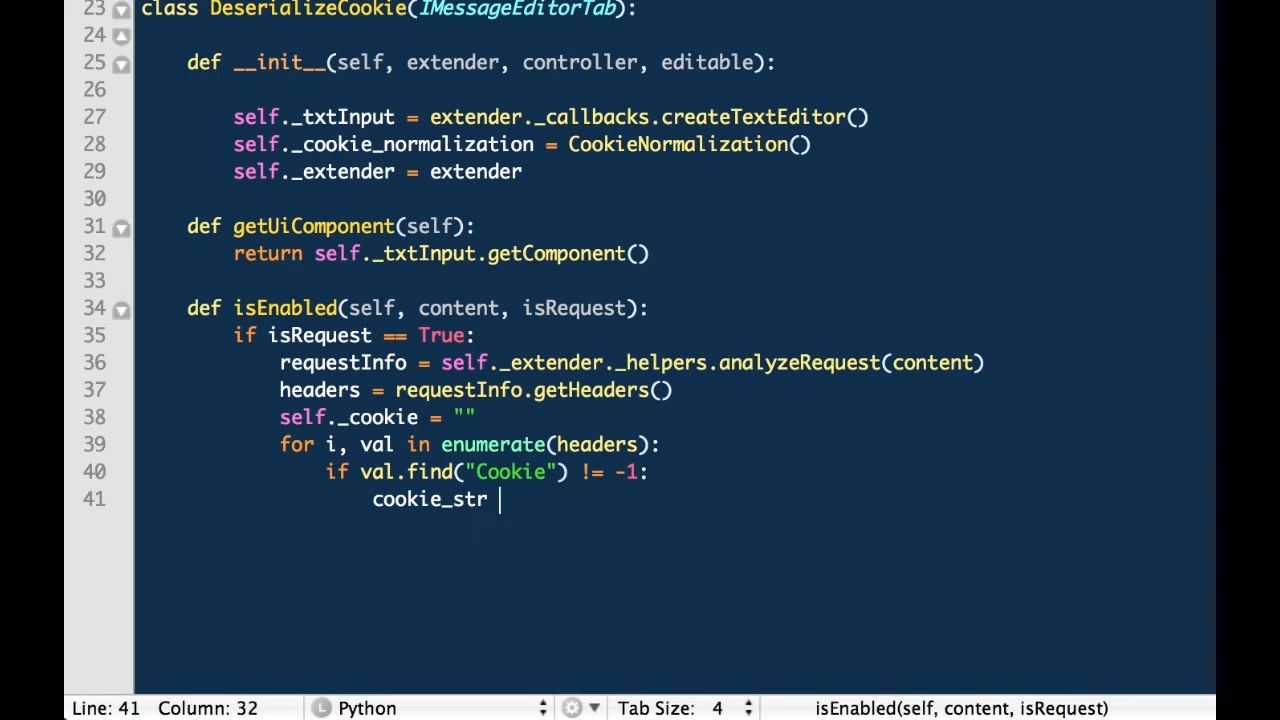 23 class DeserializeCookie(IMessageEditorTab):
24
25 def __init__(self, extender, controller, editable):
26
27 self._txtInput = extender._callbacks.createTextEditor()
28 self._cookie_normalization = CookieNormalization()
29 self._extender = extender
30
31 def getUiComponent(self):
32 return self._txtInput.getComponent()
33
34 def isEnabled(self, content, isRequest):
35 if isRequest == True:
36 requestInfo = self._extender._helpers.analyzeRequest(content)
37 headers = requestInfo.getHeaders()
38 self._cookie = ""
39 for i, val in enumerate(headers):
40 if val.find("Cookie") != -1:
41 cookie_str
Line: 41 Column: 32 L Python Tab Size: 4 isEnabled(self, content, isRequest)